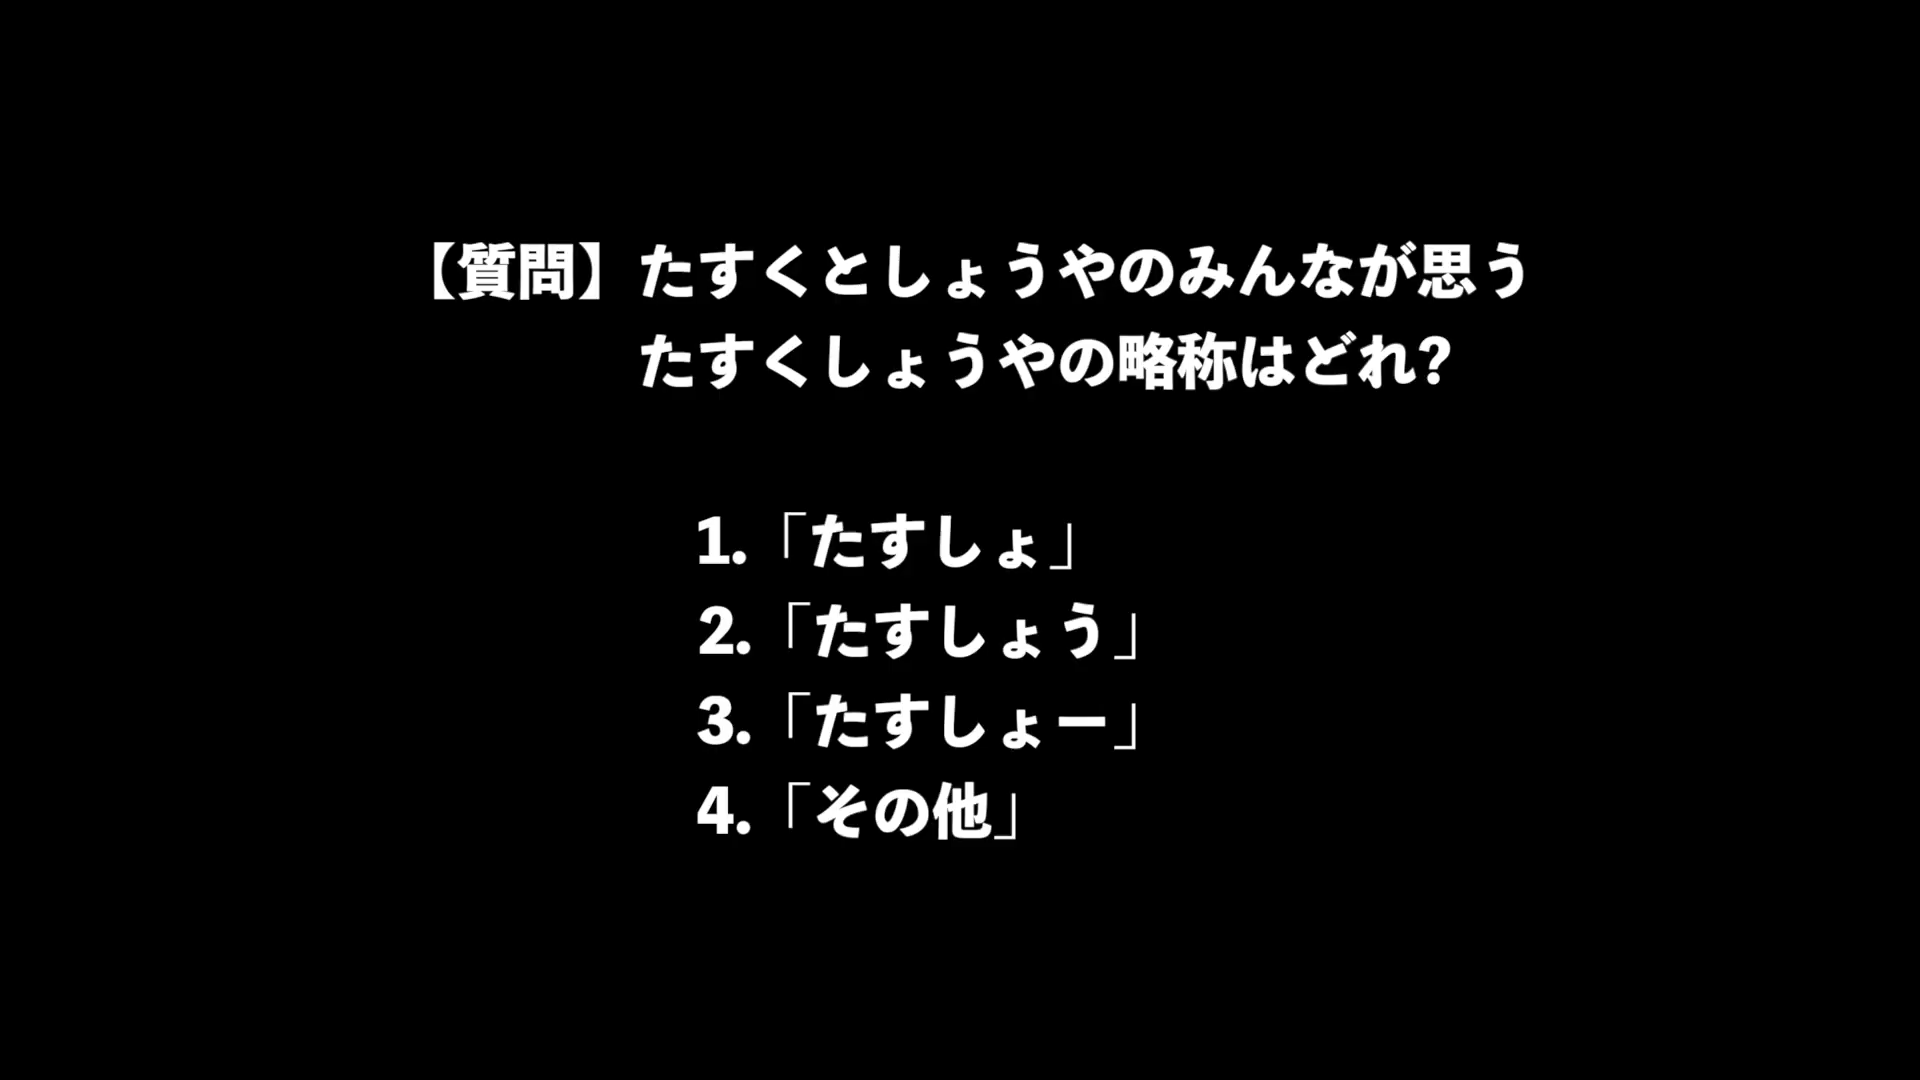 【質問】たすくとしょうやのみんなが思う
たすくしょうやの略称はどれ?
1.「たすしょ」
2.「たすしょう」
3.「たすしょー」
4.「その他」